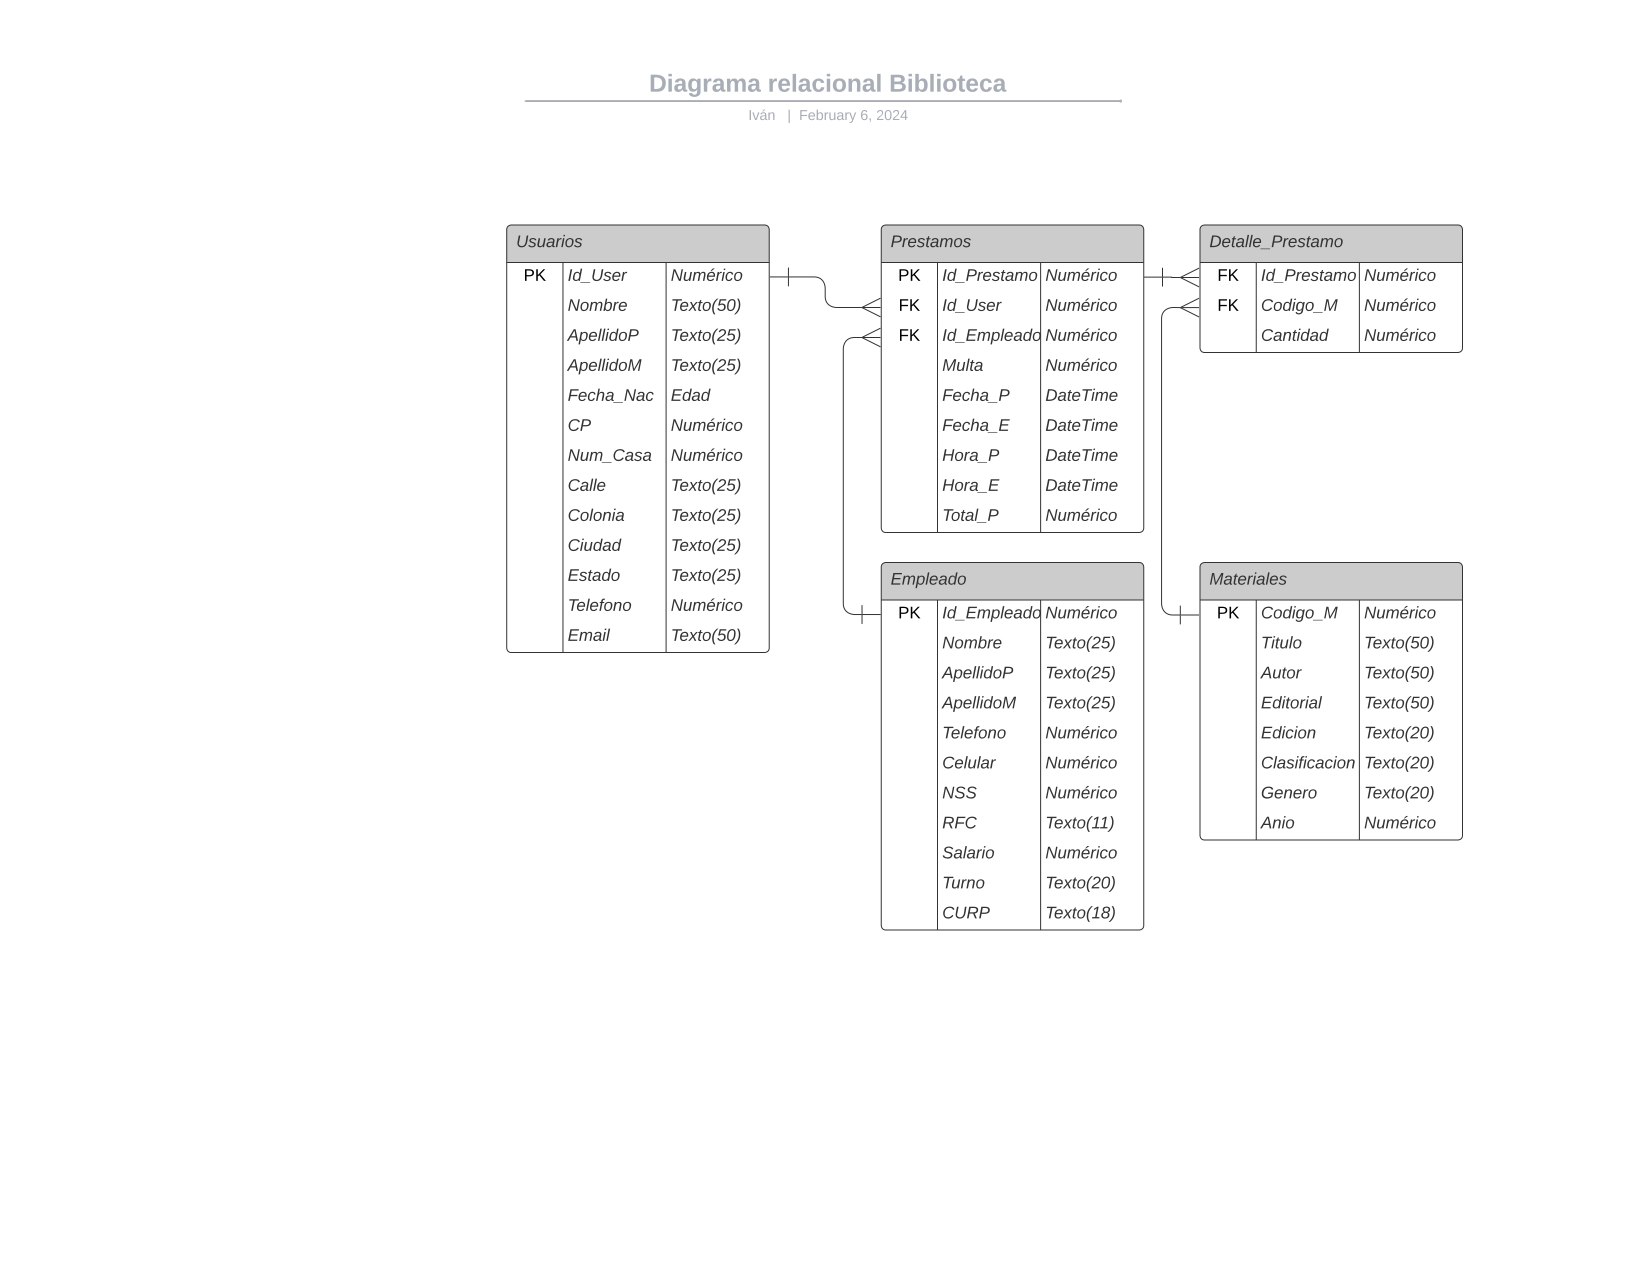 Diagrama relacional Biblioteca
Iván | February 6, 2024
Usuarios
PK Id_User Numérico
Nombre Texto(50)
ApellidoP Texto(25)
ApellidoM Texto(25)
Fecha_Nac Edad
CP Numérico
Num_Casa Numérico
Calle Texto(25)
Colonia Texto(25)
Ciudad Texto(25)
Estado Texto(25)
Telefono Numérico
Email Texto(50)
Prestamos
PK Id_Prestamo Numérico
FK Id_User Numérico
FK Id_Empleado Numérico
Multa Numérico
Fecha_P DateTime
Fecha_E DateTime
Hora_P DateTime
Hora_E DateTime
Total_P Numérico
Detalle_Prestamo
FK Id_Prestamo Numérico
FK Codigo_M Numérico
Cantidad Numérico
Empleado
PK Id_Empleado Numérico
Nombre Texto(25)
ApellidoP Texto(25)
ApellidoM Texto(25)
Telefono Numérico
Celular Numérico
NSS Numérico
RFC Texto(11)
Salario Numérico
Turno Texto(20)
CURP Texto(18)
Materiales
PK Codigo_M Numérico
Titulo Texto(50)
Autor Texto(50)
Editorial Texto(50)
Edicion Texto(20)
Clasificacion Texto(20)
Genero Texto(20)
Anio Numérico